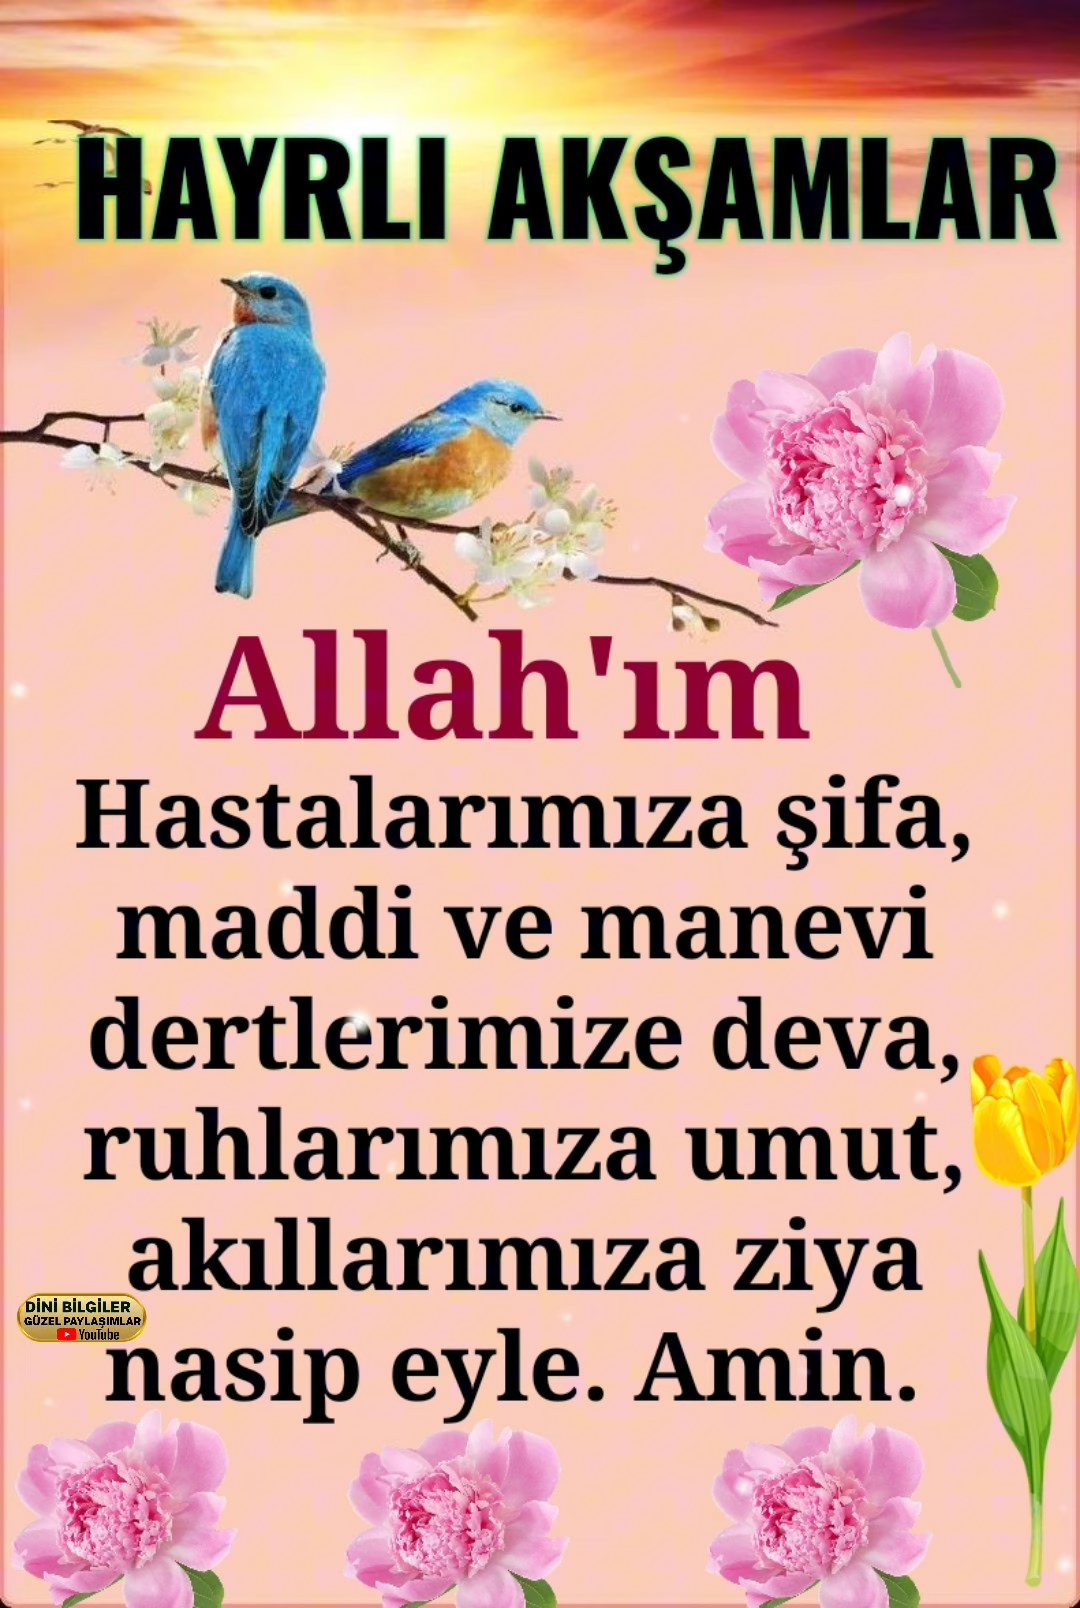 HAYRLI AKŞAMLAR
Allah'ım
Hastalarımıza şifa,
maddi ve manevi
dertlerimize deva,
ruhlarımıza umut,
akıllarımıza ziya
nasip eyle. Amin.
DİNİ BİLGİLER
GÜZEL PAYLAŞIMLAR
YouTube